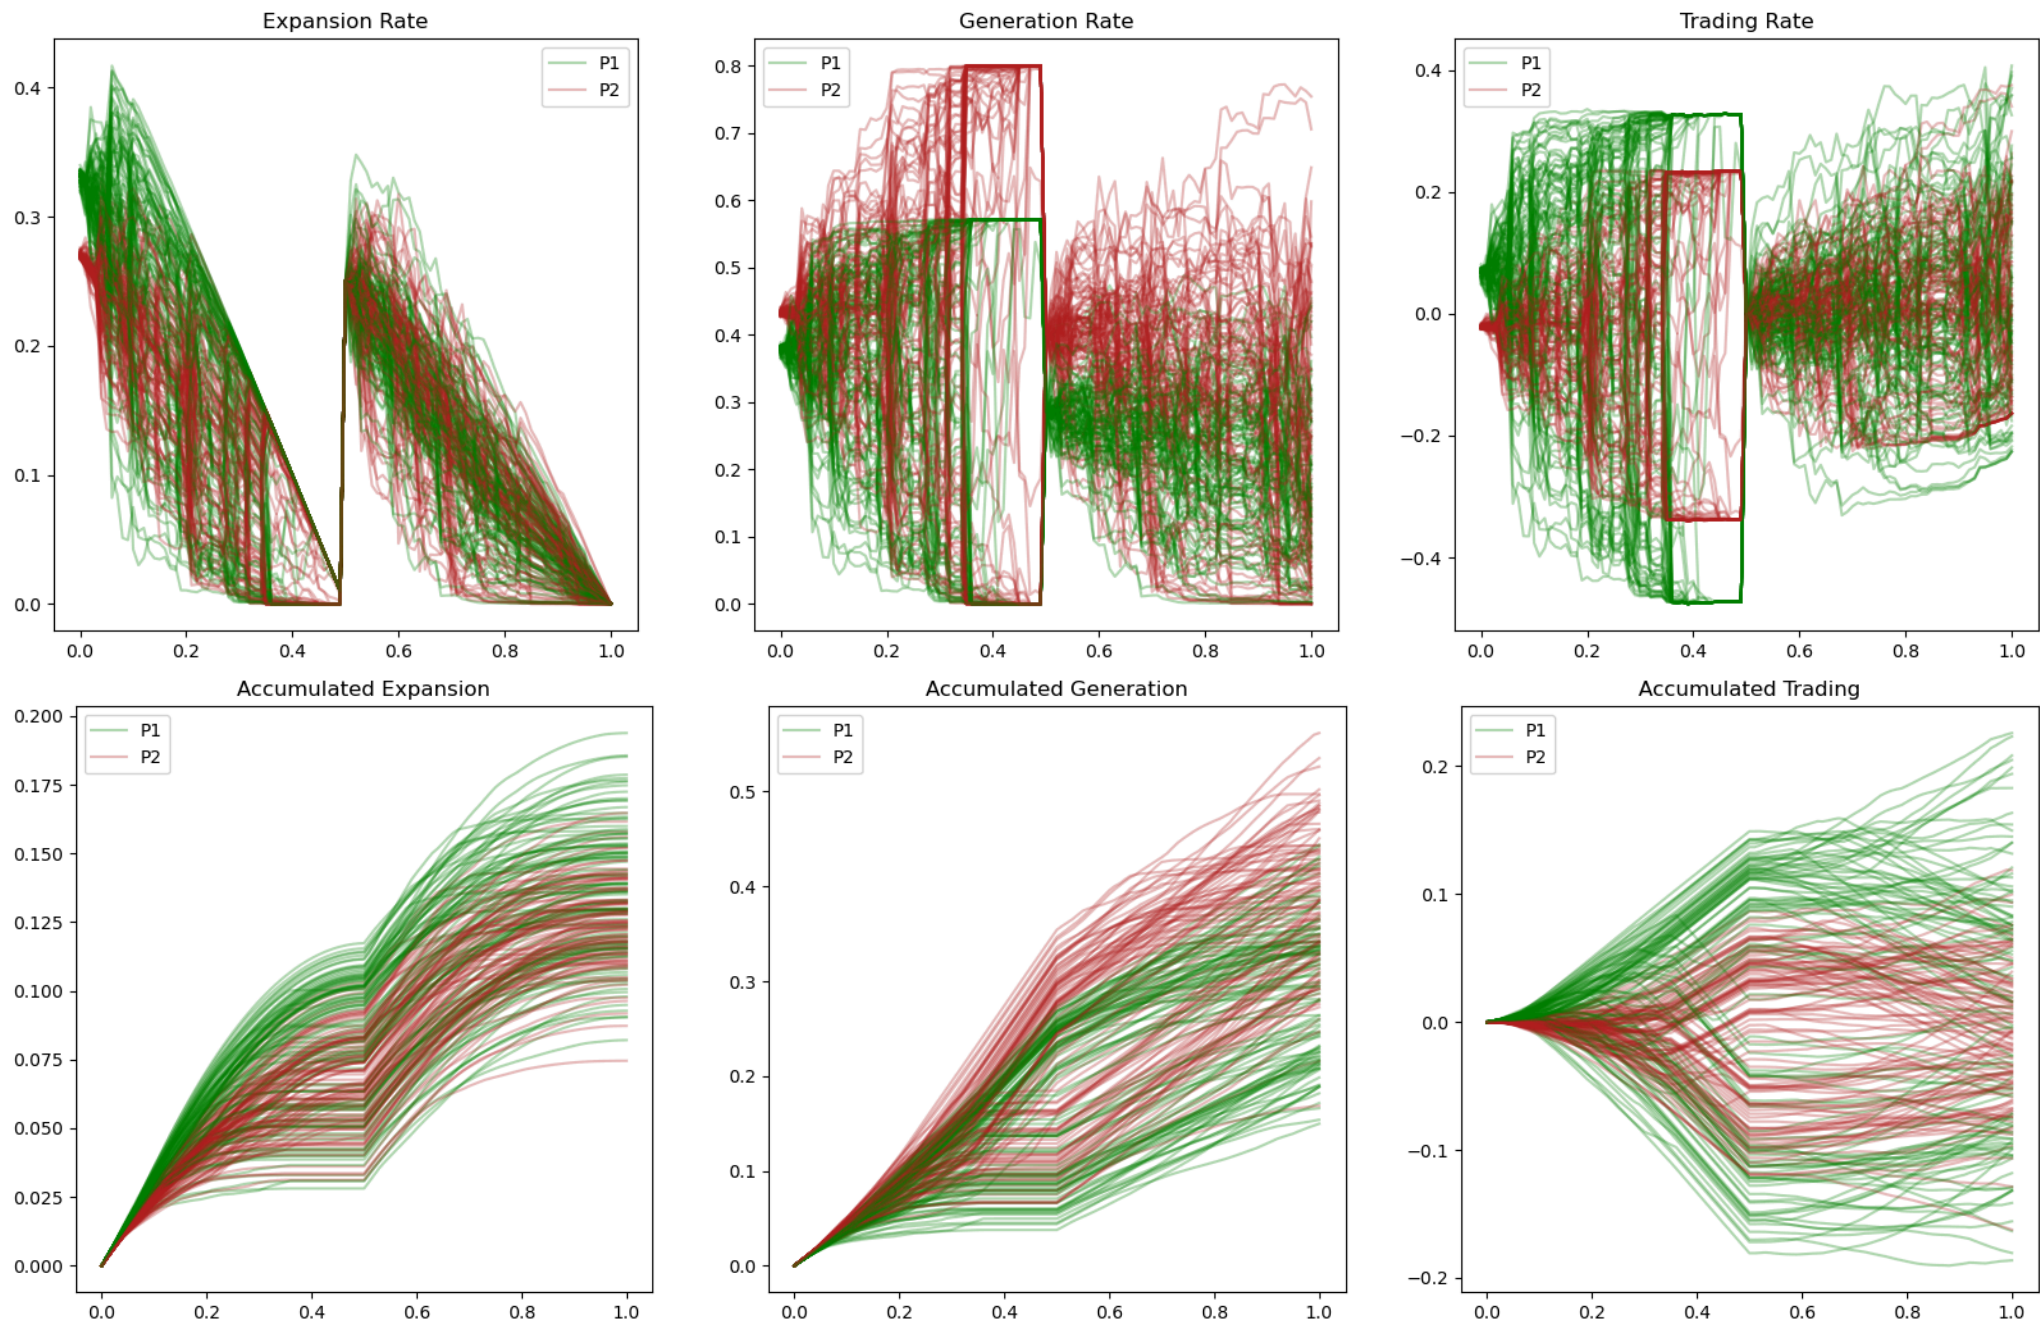 Expansion Rate
P1
P2
0.4
0.3
0.2
0.1
0.0
0.0 0.2 0.4 0.6 0.8 1.0
Generation Rate
P1
P2
0.8
0.7
0.6
0.5
0.4
0.3
0.2
0.1
0.0
0.0 0.2 0.4 0.6 0.8 1.0
Trading Rate
P1
P2
0.4
0.2
0.0
−0.2
−0.4
0.0 0.2 0.4 0.6 0.8 1.0
Accumulated Expansion
P1
P2
0.200
0.175
0.150
0.125
0.100
0.075
0.050
0.025
0.000
0.0 0.2 0.4 0.6 0.8 1.0
Accumulated Generation
P1
P2
0.5
0.4
0.3
0.2
0.1
0.0
0.0 0.2 0.4 0.6 0.8 1.0
Accumulated Trading
P1
P2
0.2
0.1
0.0
−0.1
−0.2
0.0 0.2 0.4 0.6 0.8 1.0